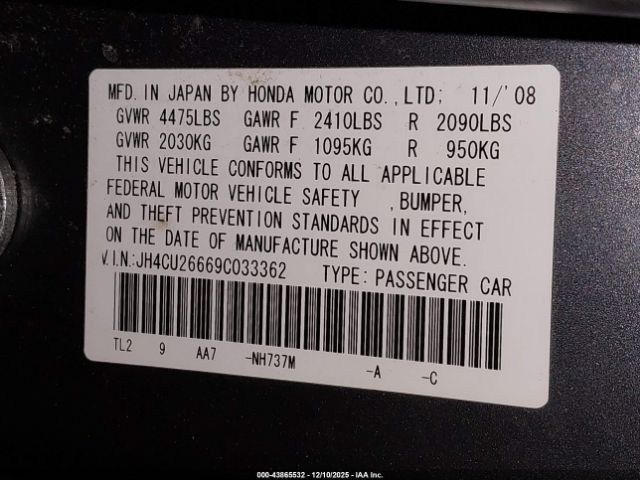 MFD. IN JAPAN BY HONDA MOTOR CO., LTD; 11/'08
GVWR 4475LBS GAWR F 2410LBS R 2090LBS
GVWR 2030KG GAWR F 1095KG R 950KG
THIS VEHICLE CONFORMS TO ALL APPLICABLE
FEDERAL MOTOR VEHICLE SAFETY , BUMPER,
AND THEFT PREVENTION STANDARDS IN EFFECT
ON THE DATE OF MANUFACTURE SHOWN ABOVE.
V.I.N.:JH4CU26669C033362 TYPE: PASSENGER CAR
TL2 9 AA7 -NH737M -A -C
000-43865532 - 12/10/2025 - IAA Inc.